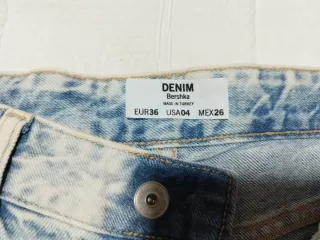 DENIM
Bershka
MADE IN TURKEY
EUR36 USA04 MEX26